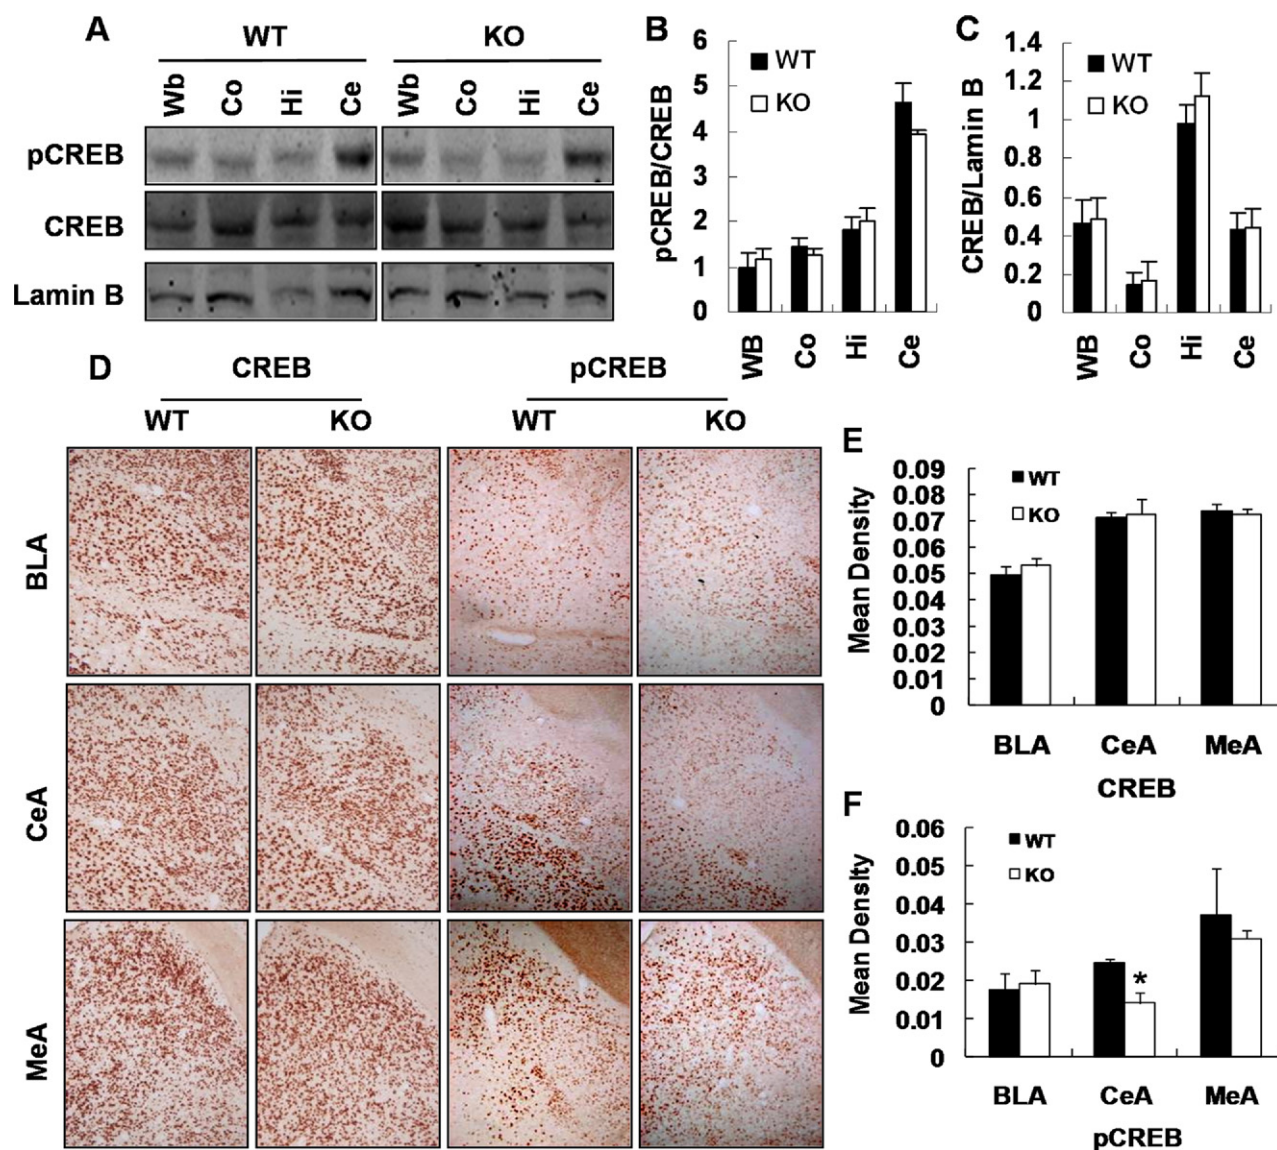 A
WT KO
Wb Co Hi Ce Wb Co Hi Ce
pCREB
CREB
Lamin B
B
pCREB/CREB
6
5
4
3
2
1
0
WT
KO
WB Co Hi Ce
C
CREB/Lamin B
1.4
1.2
1
0.8
0.6
0.4
0.2
0
WT
KO
WB Co Hi Ce
D
CREB pCREB
WT KO WT KO
BLA
CeA
MeA
E
Mean Density
0.09
0.08
0.07
0.06
0.05
0.04
0.03
0.02
0.01
0
WT
KO
BLA CeA MeA
CREB
F
Mean Density
0.06
0.05
0.04
0.03
0.02
0.01
0
WT
KO
*
BLA CeA MeA
pCREB